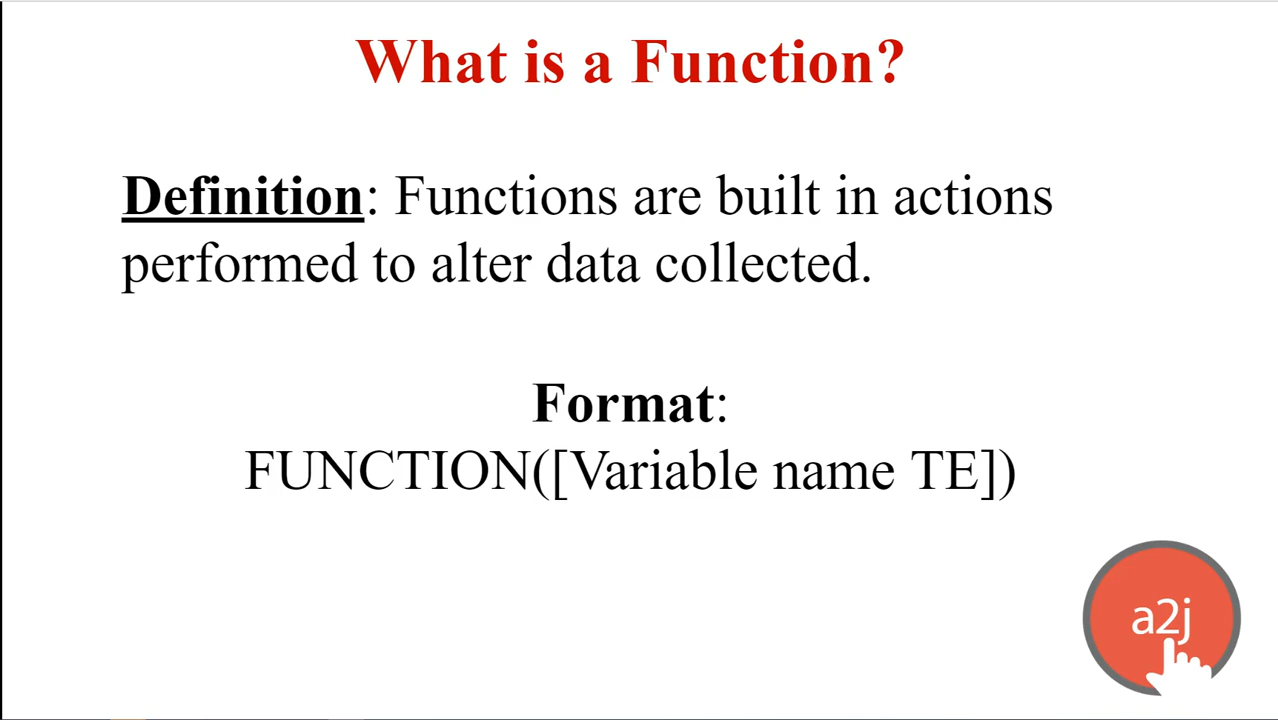 What is a Function?
Definition: Functions are built in actions
performed to alter data collected.
Format:
FUNCTION([Variable name TE])
a2j